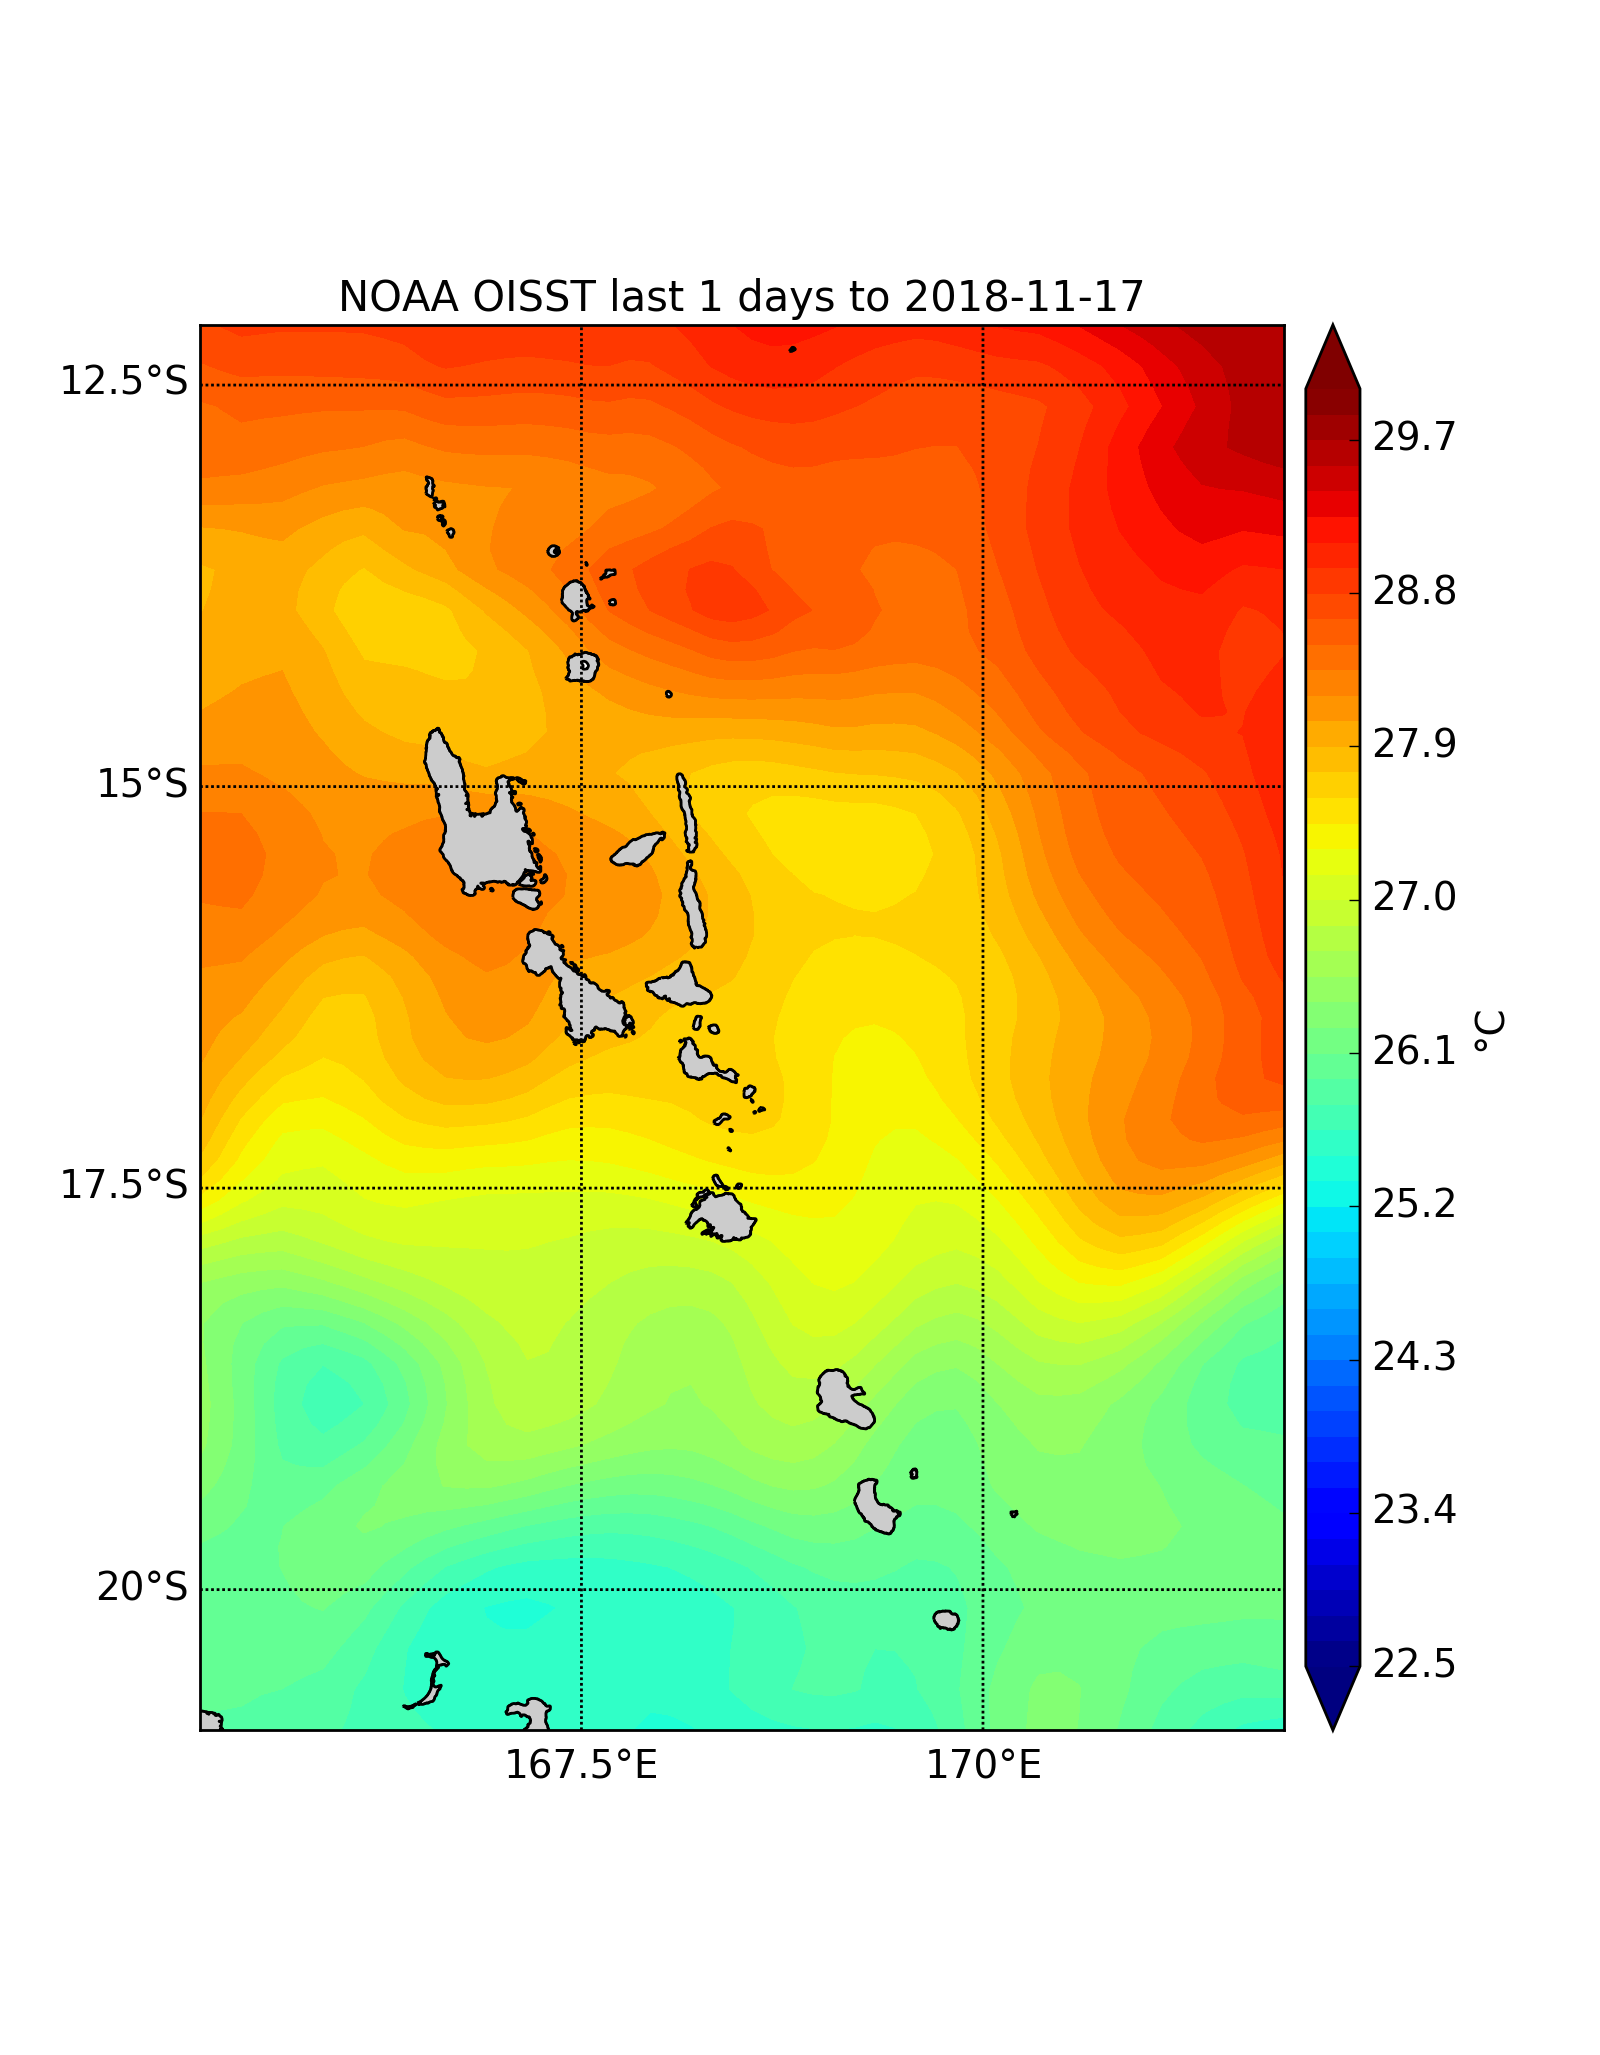 NOAA OISST last 1 days to 2018-11-17
12.5°S
15°S
17.5°S
20°S
167.5°E
170°E
29.7
28.8
27.9
27.0
26.1
25.2
24.3
23.4
22.5
°C